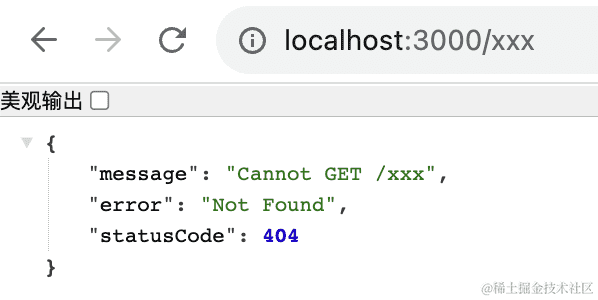 localhost:3000/xxx
美观输出
{
"message": "Cannot GET /xxx",
"error": "Not Found",
"statusCode": 404
}
@稀土掘金技术社区